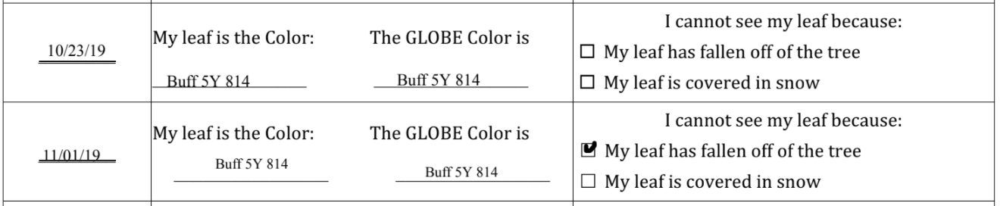 10/23/19
My leaf is the Color: The GLOBE Color is
Buff 5Y 814 Buff 5Y 814
I cannot see my leaf because:
☐ My leaf has fallen off of the tree
☐ My leaf is covered in snow
11/01/19
My leaf is the Color: The GLOBE Color is
Buff 5Y 814 Buff 5Y 814
I cannot see my leaf because:
☑ My leaf has fallen off of the tree
☐ My leaf is covered in snow